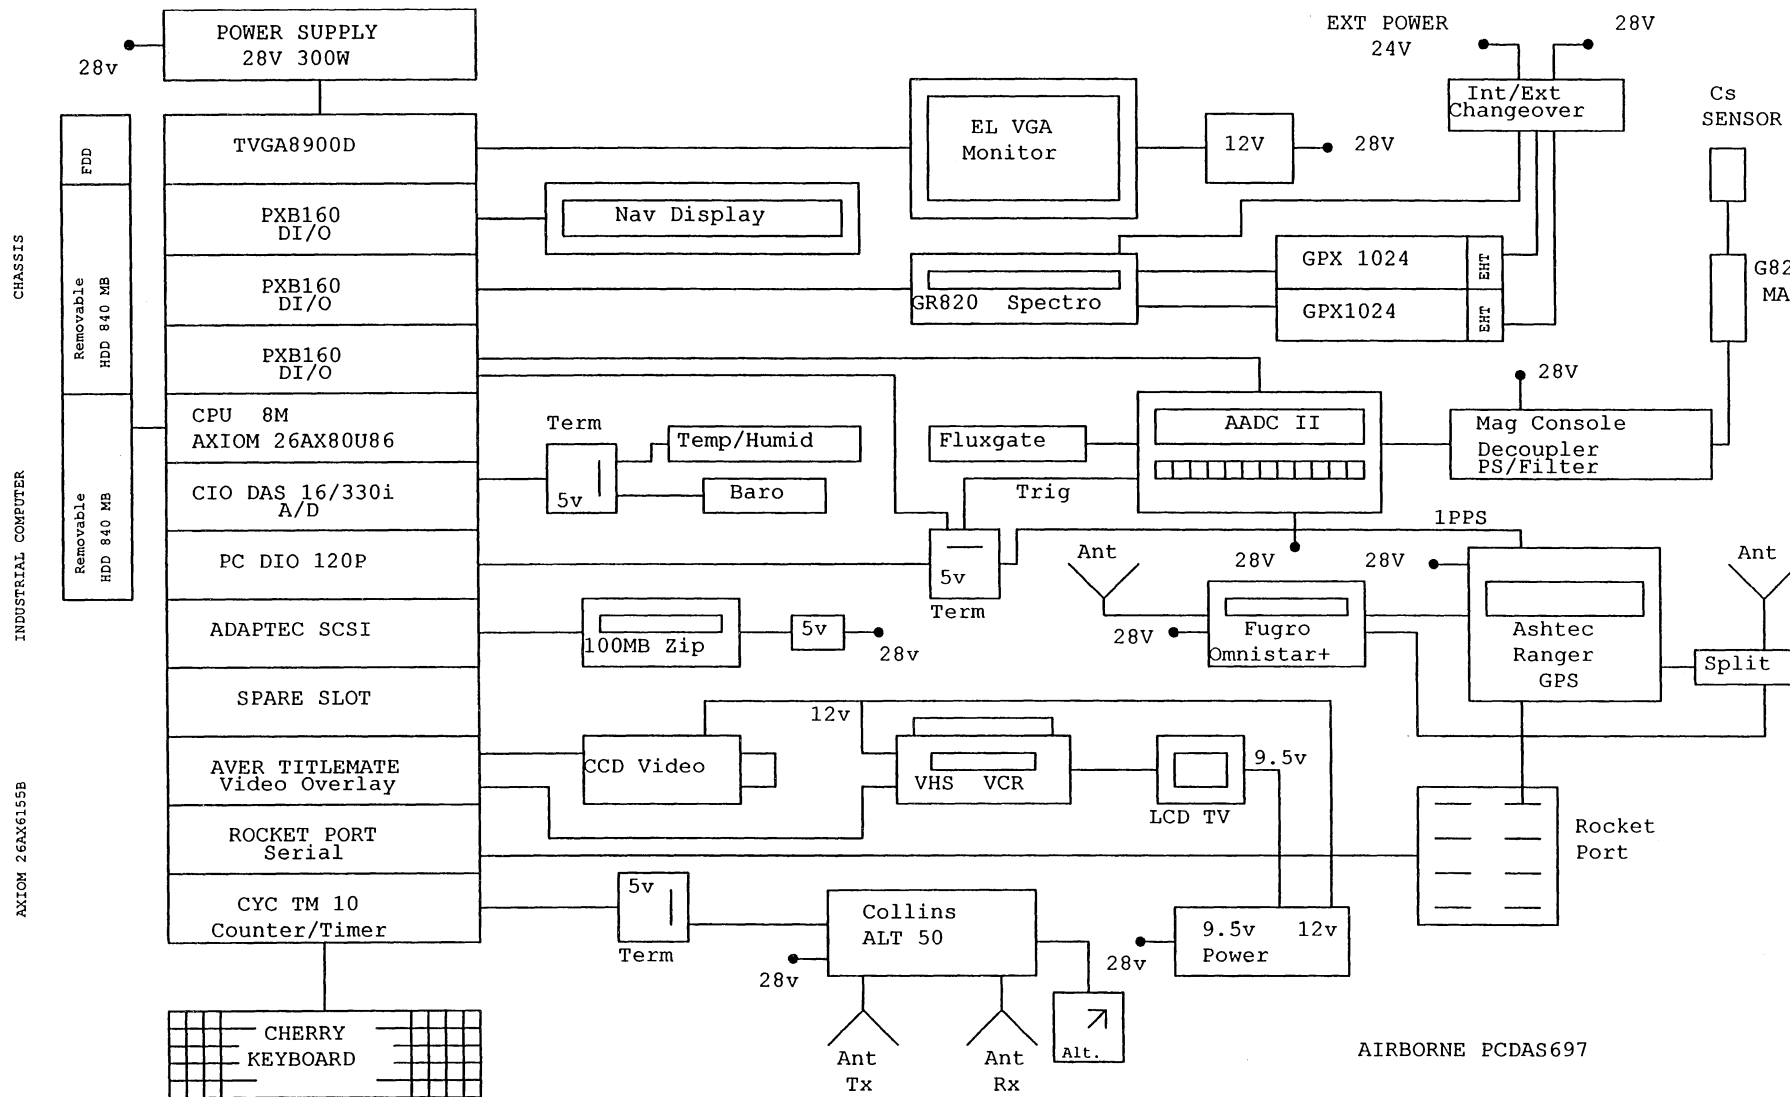 POWER SUPPLY
28V 300W
28v
EXT POWER
24V
28V
Int/Ext
Changeover
Cs
SENSOR
FDD
TVGA8900D
EL VGA
Monitor
12V
28V
PXB160
DI/O
Nav Display
CHASSIS
Removable
HDD 840 MB
PXB160
DI/O
GR820 Spectro
GPX 1024
EHT
GPX1024
EHT
G82
MA
PXB160
DI/O
28V
CPU 8M
AXIOM 26AX80U86
Term
5v
Temp/Humid
Baro
Fluxgate
AADC II
Mag Console
Decoupler
PS/Filter
Trig
INDUSTRIAL COMPUTER
Removable
HDD 840 MB
CIO DAS 16/330i
A/D
1PPS
PC DIO 120P
5v
Term
Ant
28V
28V
Ant
ADAPTEC SCSI
100MB Zip
5v
28v
28V
Fugro
Omnistar+
Ashtec
Ranger
GPS
Split
SPARE SLOT
12v
AXIOM 26AX6155B
AVER TITLEMATE
Video Overlay
CCD Video
VHS VCR
9.5v
LCD TV
ROCKET PORT
Serial
Rocket
Port
CYC TM 10
Counter/Timer
5v
Term
Collins
ALT 50
28v
28v
9.5v 12v
Power
CHERRY
KEYBOARD
Ant
Tx
Ant
Rx
Alt.
AIRBORNE PCDAS697